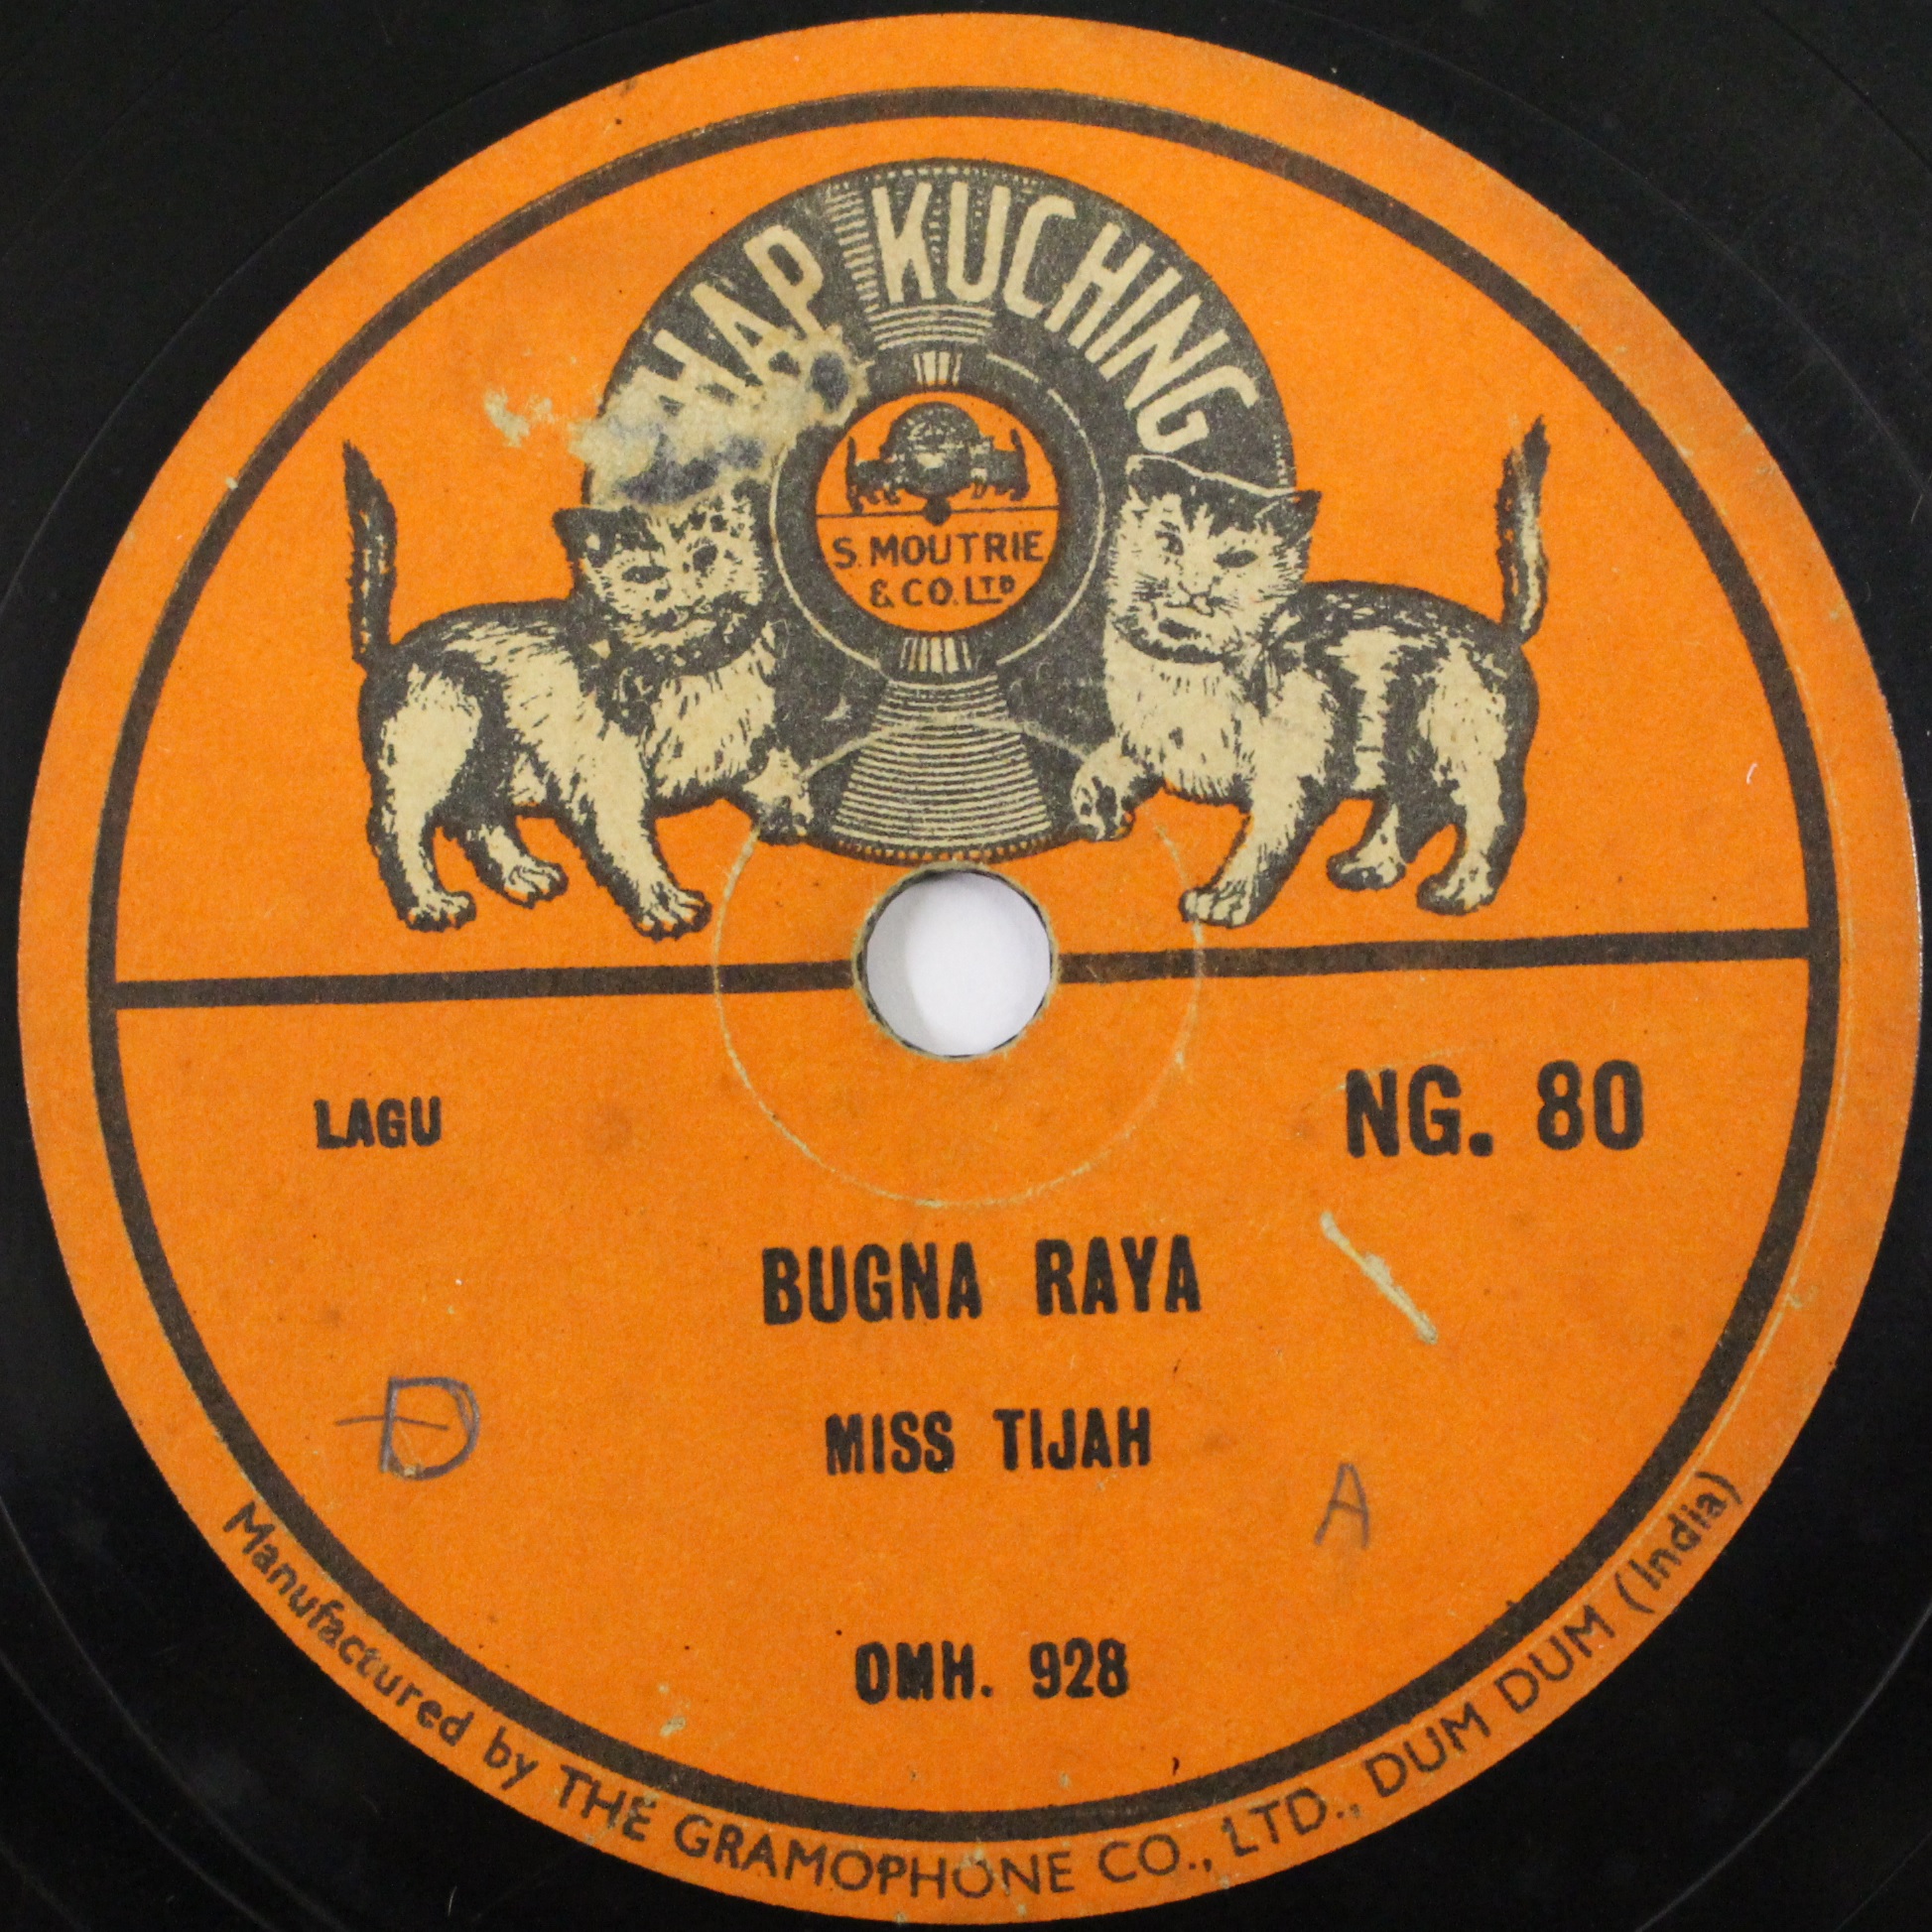 HAP KUCHING
S. MOUTRIE
& CO. LTD
LAGU
NG. 80
BUGNA RAYA
MISS TIJAH
D
A
OMH. 928
Manufactured by THE GRAMOPHONE CO., LTD., DUM DUM (India)